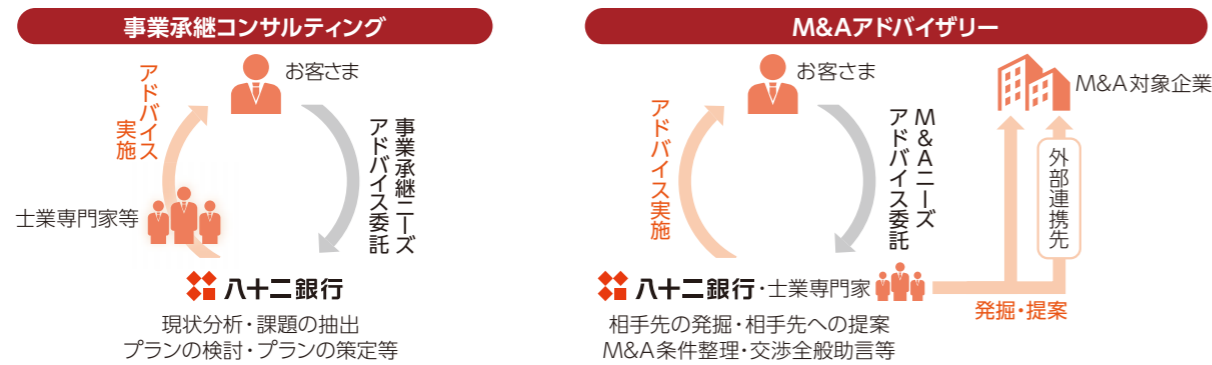 事業承継コンサルティング
お客さま
アドバイス
実施
事業承継ニーズ
アドバイス委託
士業専門家等
八十二銀行
現状分析・課題の抽出
プランの検討・プランの策定等
M&Aアドバイザリー
お客さま
M&A対象企業
アドバイス実施
M&Aニーズ
アドバイス委託
外部連携先
八十二銀行・士業専門家
発掘・提案
相手先の発掘・相手先への提案
M&A条件整理・交渉全般助言等